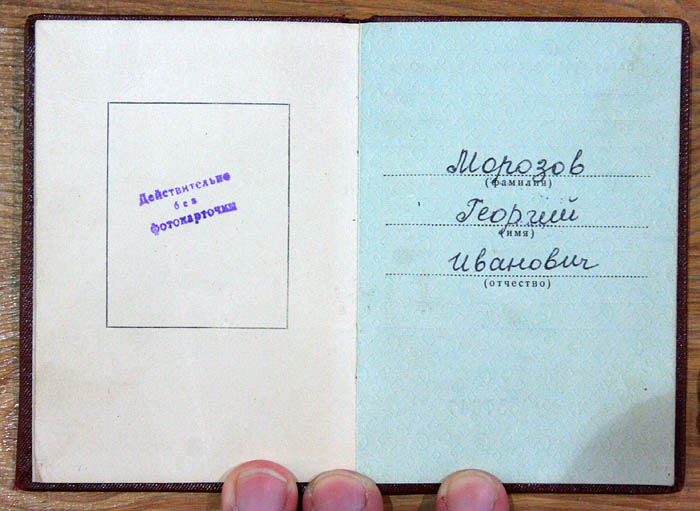 Действительно
без
фотокарточки
Морозов
(фамилия)
Георгий
(имя)
Иванович
(отчество)